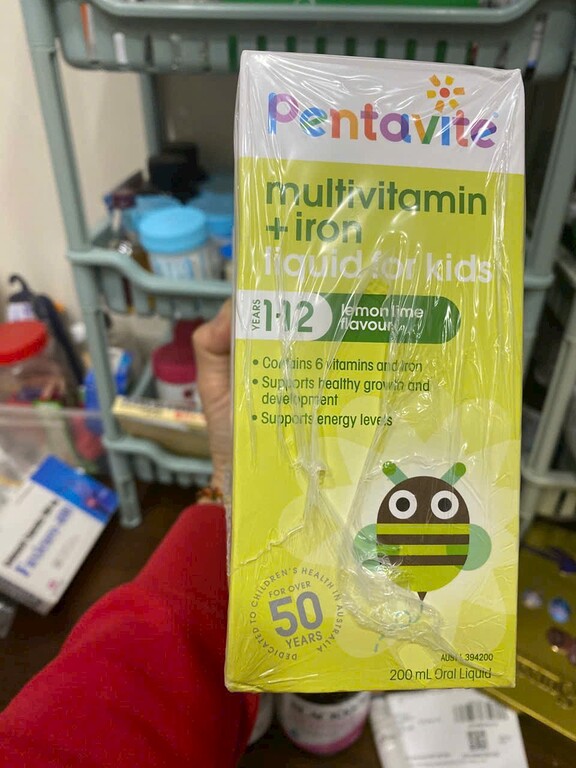 pentavite
multivitamin
+ iron
liquid for kids
YEARS
1-12
lemon lime
flavour
• Contains 6 vitamins and iron
• Supports healthy growth and
development
• Supports energy levels
DEDICATED TO CHILDREN'S HEALTH IN AUSTRALIA
FOR OVER
50
YEARS
AUST L 394200
200 mL Oral Liquid